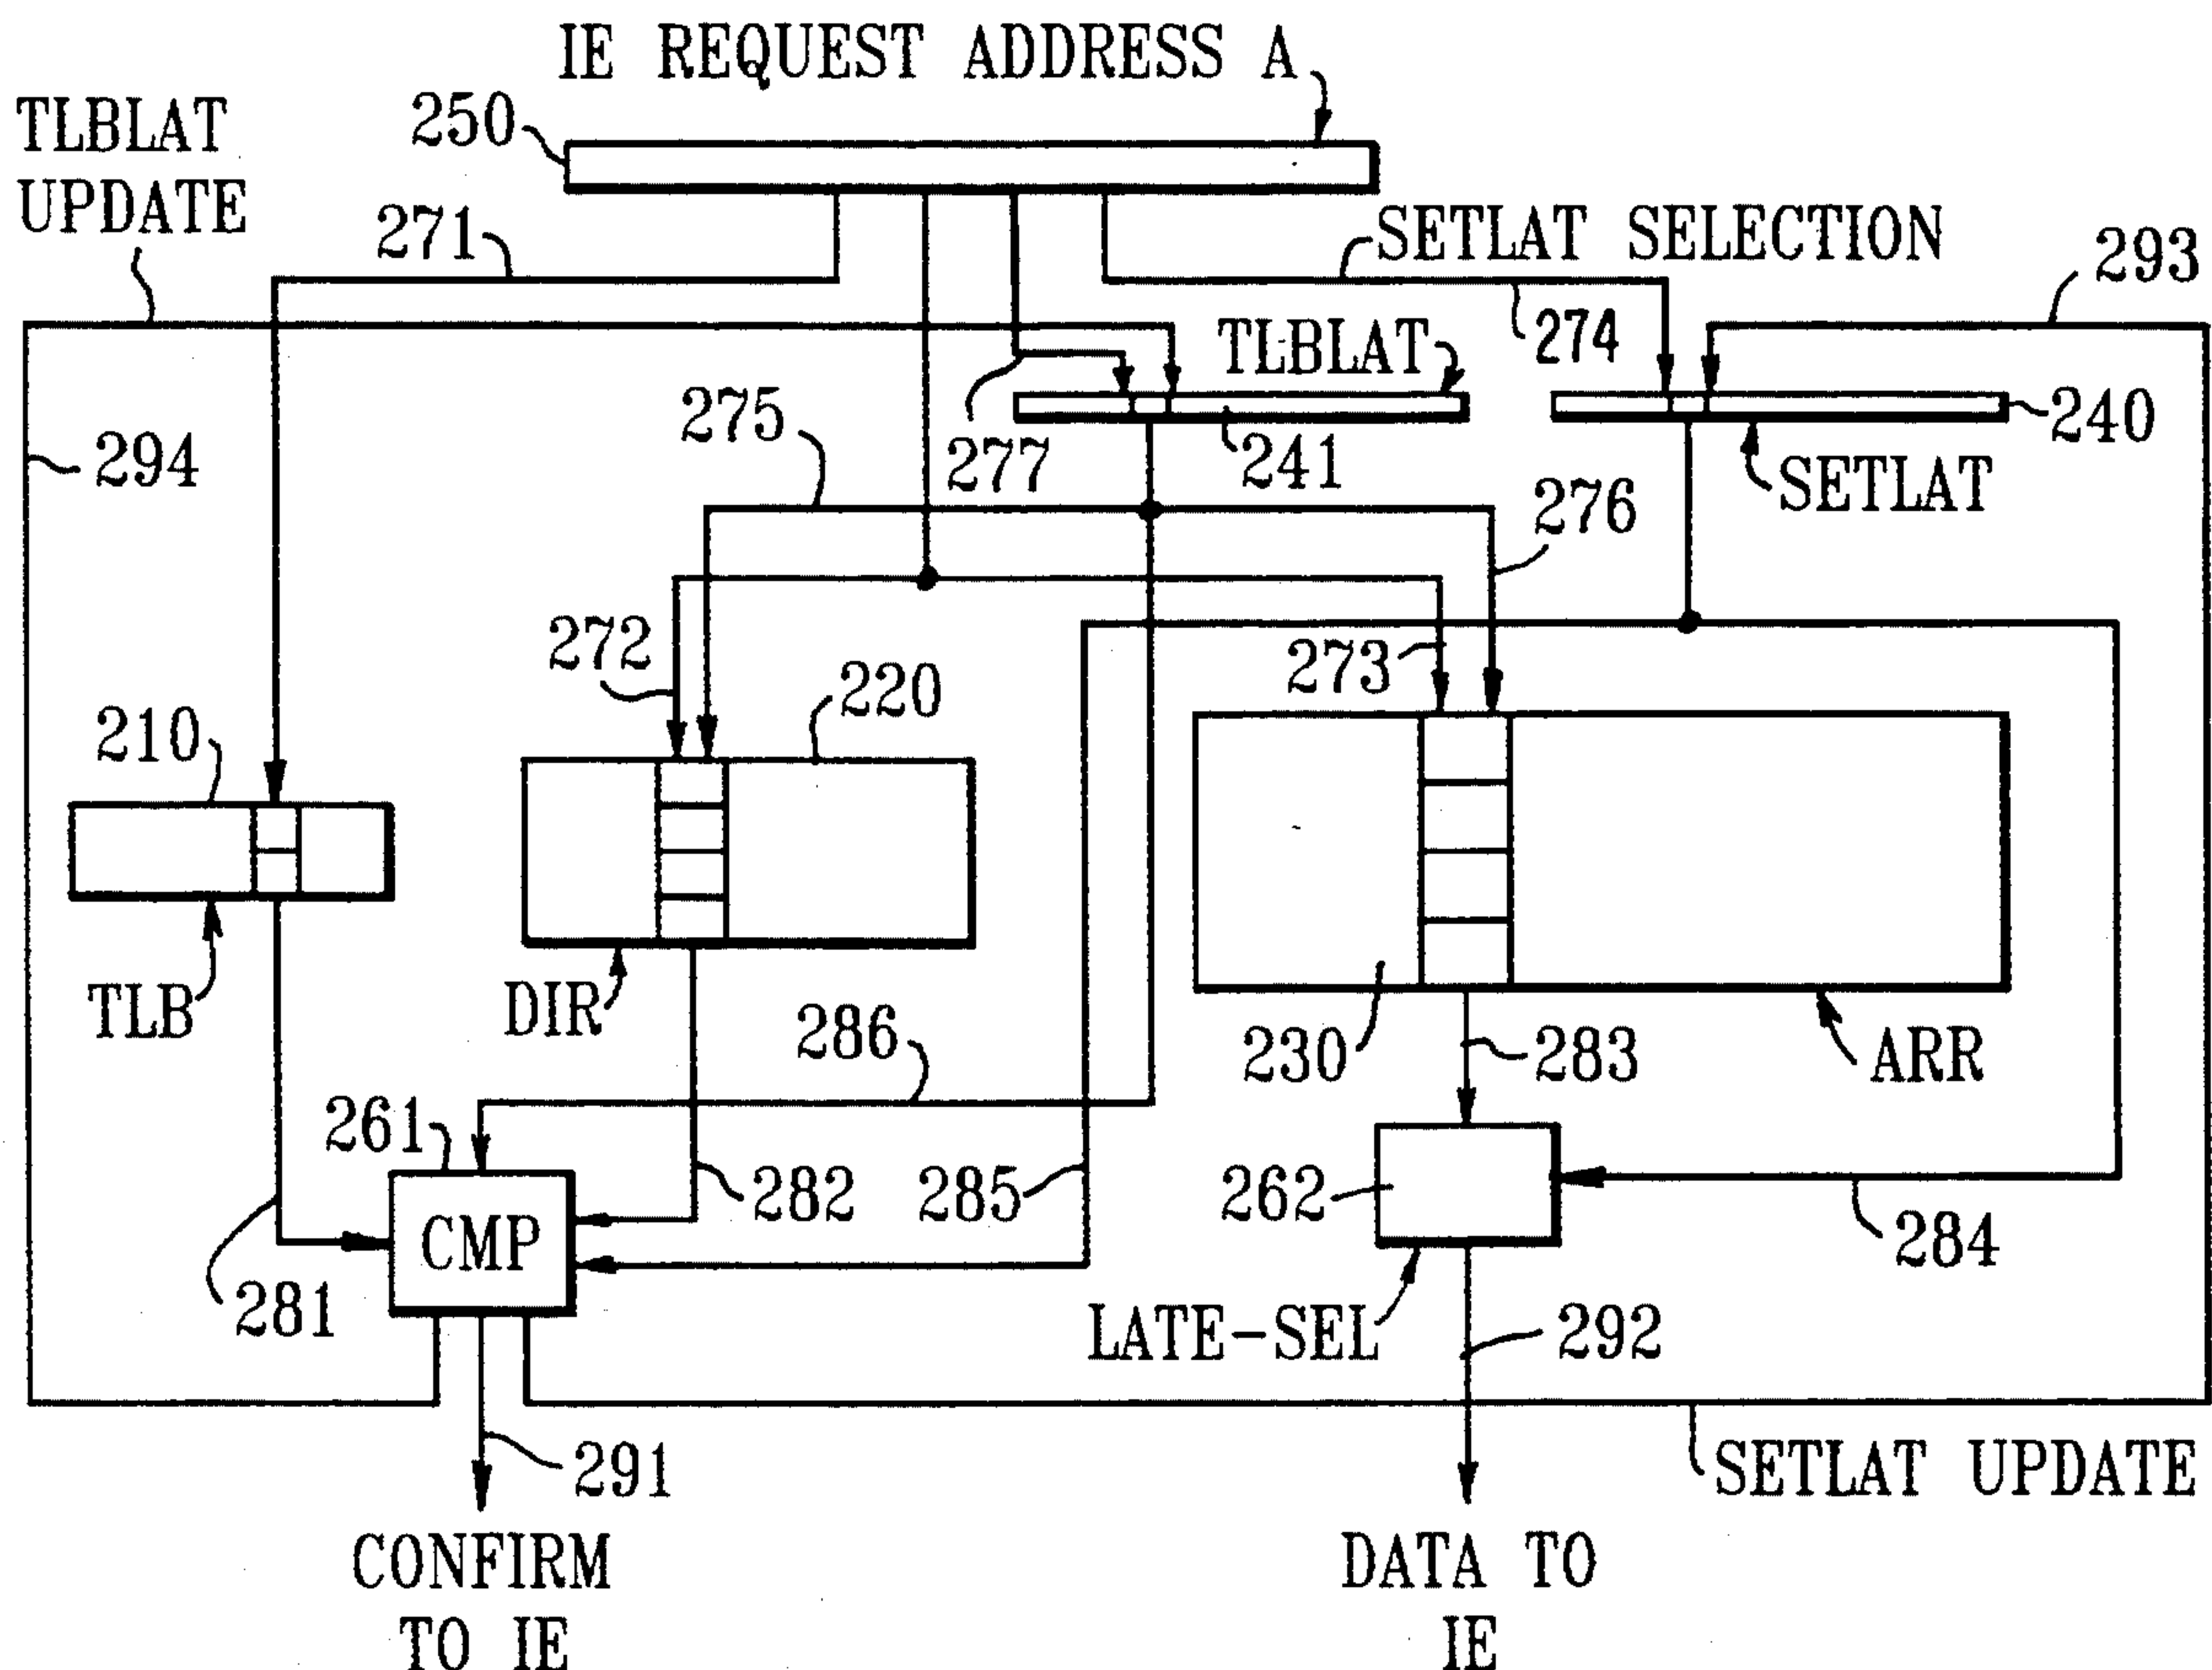 IE REQUEST ADDRESS A
TLBLAT
UPDATE
250
271
SETLAT SELECTION
293
274
TLBLAT
275
277
241
240
294
SETLAT
276
272
273
220
210
TLB
DIR
286
230
283
ARR
261
282
285
262
CMP
284
281
LATE-SEL
292
291
SETLAT UPDATE
CONFIRM
TO IE
DATA TO
IE